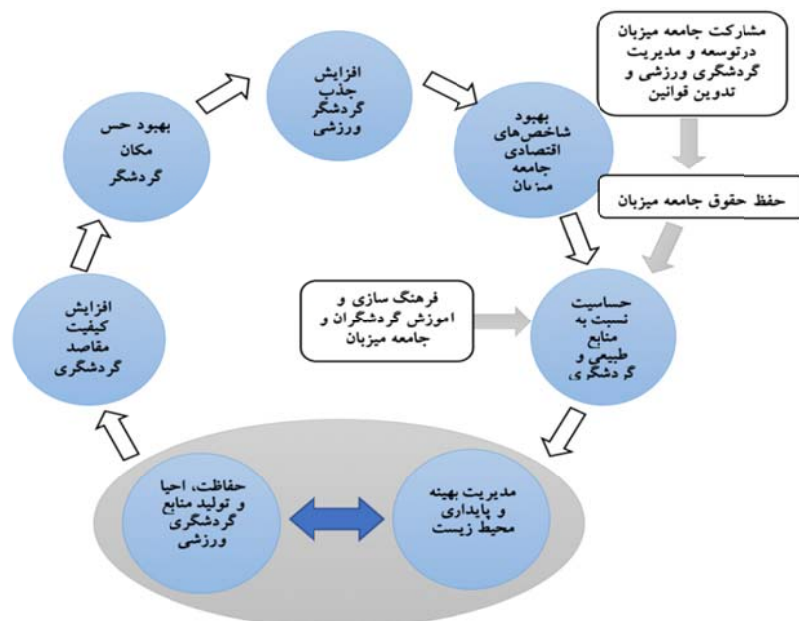 مشارکت جامعه میزبان
درتوسعه و مدیریت
گردشگری ورزشی و
تدوین قوانین
حفظ حقوق جامعه میزبان
افزایش
جذب
گردشگر
ورزشی
بهبود
شاخص‌های
اقتصادی
جامعه
میزبان
حساسیت
نسبت به
منابع
طبیعی و
گردشگری
فرهنگ سازی و
اموزش گردشگران و
جامعه میزبان
مدیریت بهینه
و پایداری
محیط زیست
حفاظت، احیا
و تولید منابع
گردشگری
ورزشی
افزایش
کیفیت
مقاصد
گردشگری
بهبود حس
مکان
گردشگر